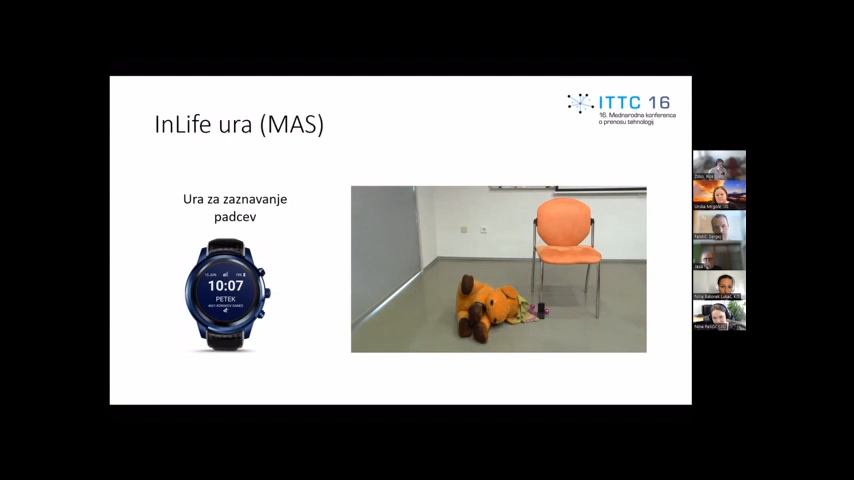 InLife ura (MAS)
ITTC 16
16. Mednarodna konferenca
o prenosu tehnologij
Ura za zaznavanje
padcev
10:07
PETEK